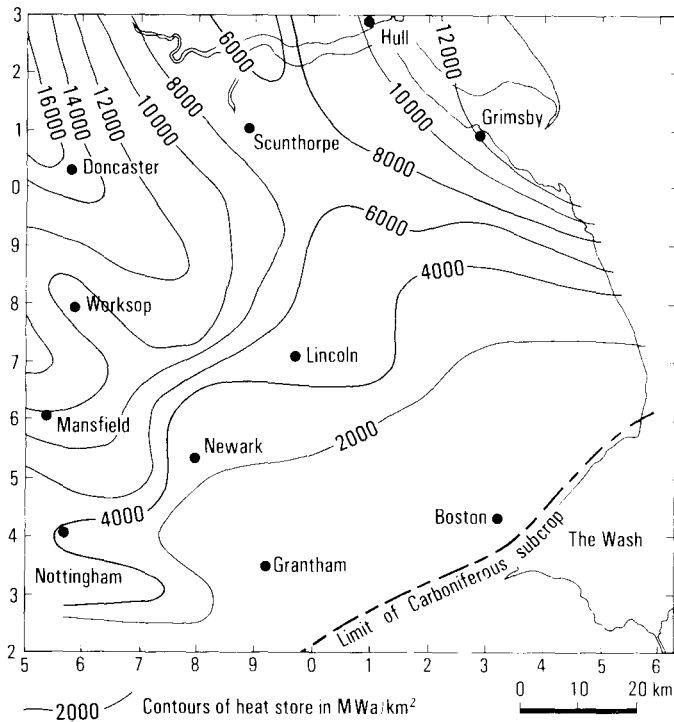 3
2
1
0
9
8
7
6
5
4
3
2
5 6 7 8 9 0 1 2 3 4 5 6
16000
14000
12000
10000
8000
6000
Hull
12000
10000
Grimsby
Scunthorpe
Doncaster
8000
6000
4000
Worksop
Lincoln
Mansfield
2000
Newark
4000
Boston
The Wash
Nottingham
Grantham
Limit of Carboniferous subcrop
2000 Contours of heat store in MWa/km²
0 10 20 km